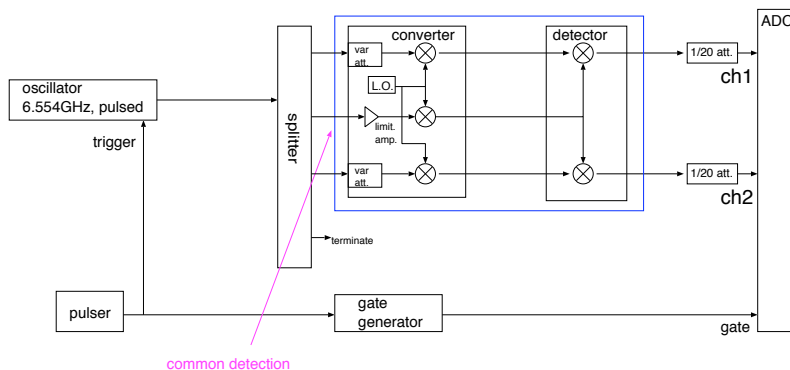 ADC
converter
detector
var
att.
1/20 att.
ch1
L.O.
oscillator
6.554GHz, pulsed
trigger
splitter
limit.
amp.
var
att.
1/20 att.
ch2
terminate
pulser
gate
generator
gate
common detection